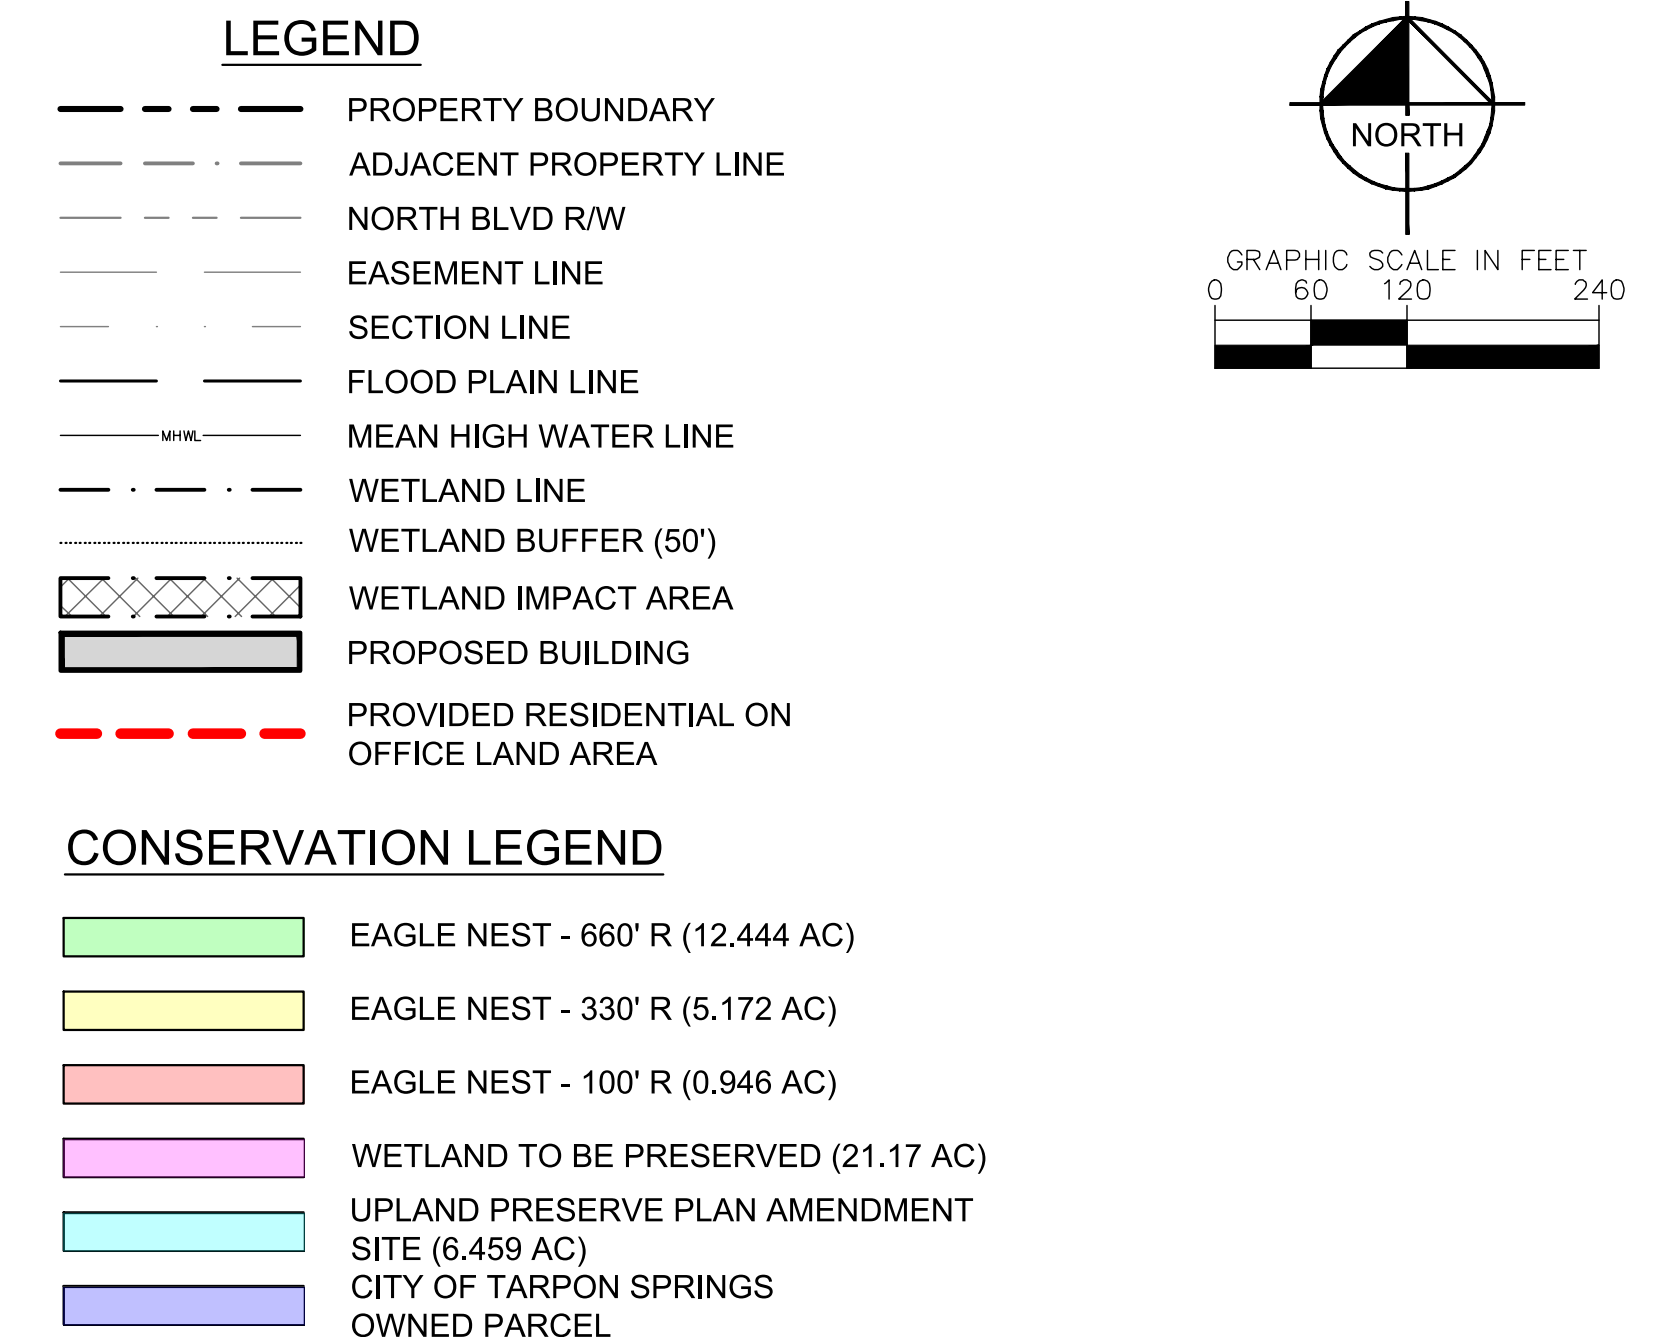 LEGEND
PROPERTY BOUNDARY
ADJACENT PROPERTY LINE
NORTH BLVD R/W
EASEMENT LINE
SECTION LINE
FLOOD PLAIN LINE
MHWL
MEAN HIGH WATER LINE
WETLAND LINE
WETLAND BUFFER (50')
WETLAND IMPACT AREA
PROPOSED BUILDING
PROVIDED RESIDENTIAL ON
OFFICE LAND AREA
NORTH
GRAPHIC SCALE IN FEET
0 60 120 240
CONSERVATION LEGEND
EAGLE NEST - 660' R (12.444 AC)
EAGLE NEST - 330' R (5.172 AC)
EAGLE NEST - 100' R (0.946 AC)
WETLAND TO BE PRESERVED (21.17 AC)
UPLAND PRESERVE PLAN AMENDMENT
SITE (6.459 AC)
CITY OF TARPON SPRINGS
OWNED PARCEL